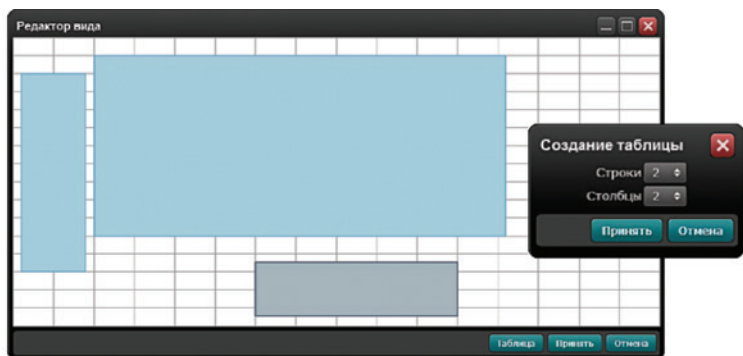 Редактор вида
Создание таблицы
Строки 2
Столбцы 2
Принять Отмена
Таблица Принять Отмена